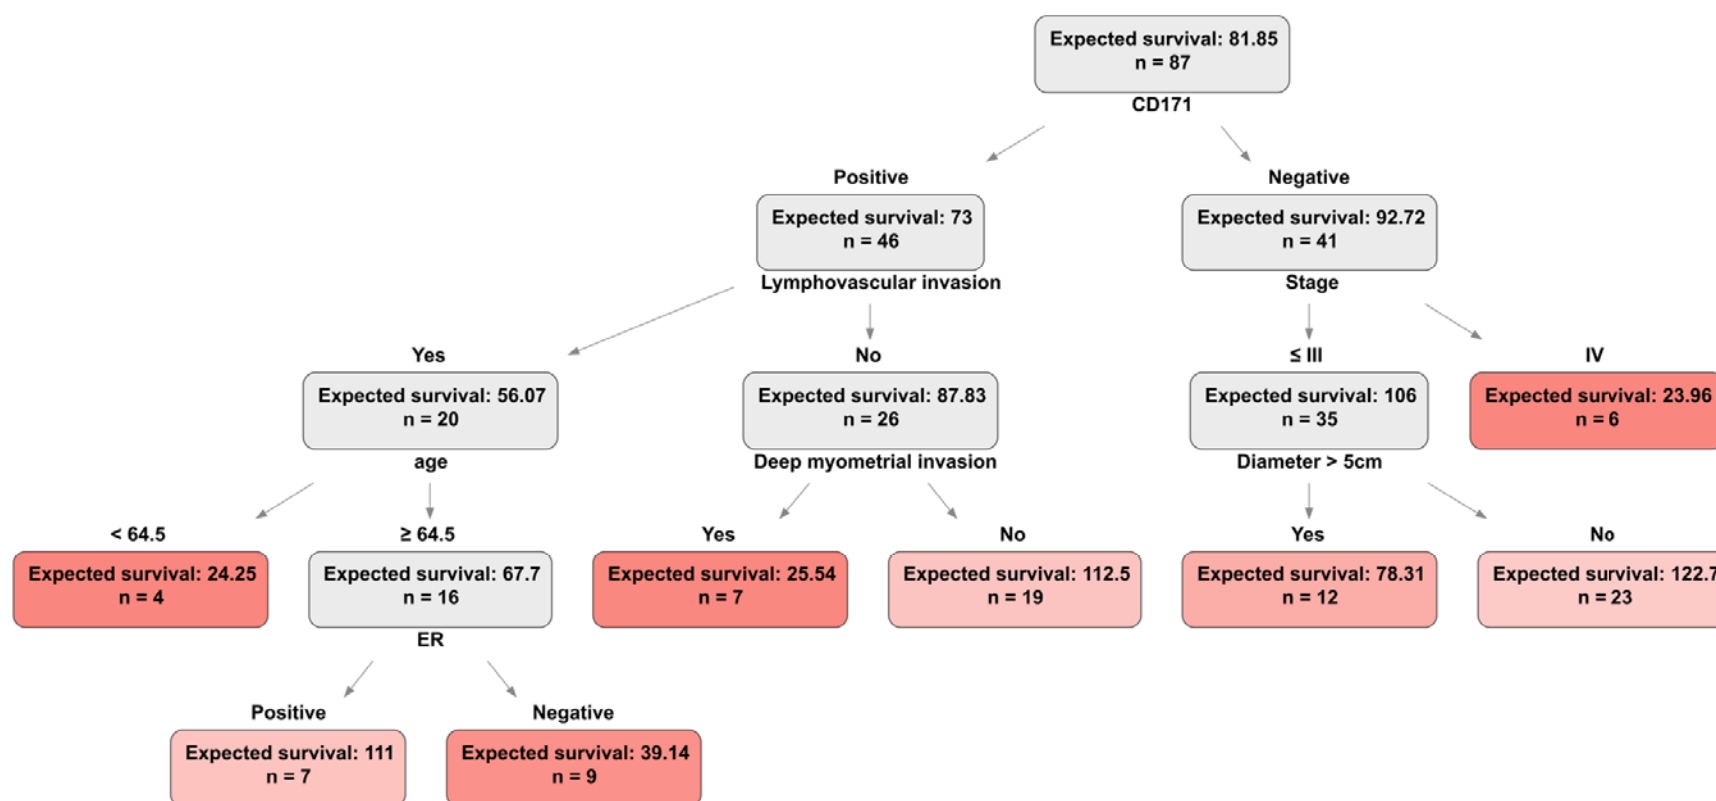 Expected survival: 81.85
n = 87
CD171
Positive
Negative
Expected survival: 73
n = 46
Expected survival: 92.72
n = 41
Lymphovascular invasion
Stage
Yes
No
≤ III
IV
Expected survival: 56.07
n = 20
Expected survival: 87.83
n = 26
Expected survival: 106
n = 35
Expected survival: 23.96
n = 6
age
Deep myometrial invasion
Diameter > 5cm
< 64.5
≥ 64.5
Yes
No
Yes
No
Expected survival: 24.25
n = 4
Expected survival: 67.7
n = 16
Expected survival: 25.54
n = 7
Expected survival: 112.5
n = 19
Expected survival: 78.31
n = 12
Expected survival: 122.7
n = 23
ER
Positive
Negative
Expected survival: 111
n = 7
Expected survival: 39.14
n = 9